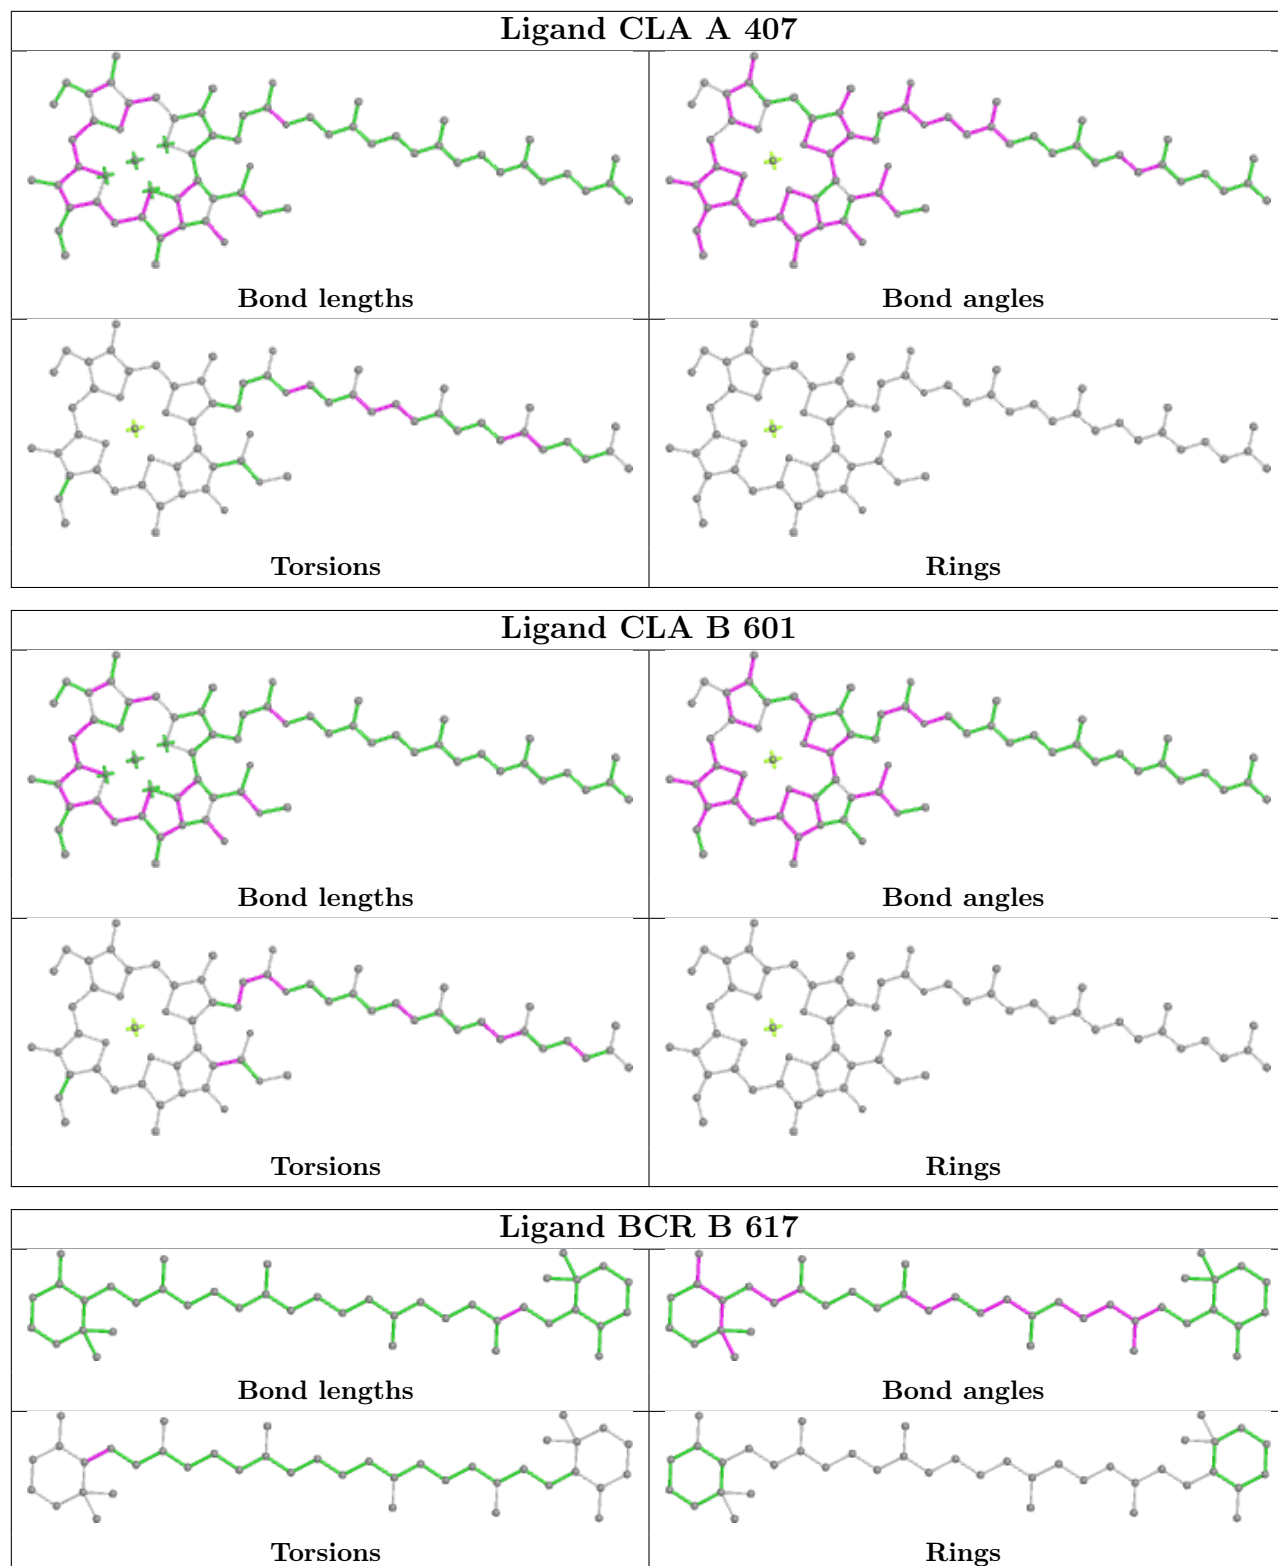 Ligand CLA A 407
Bond lengths
Bond angles
Torsions
Rings
Ligand CLA B 601
Bond lengths
Bond angles
Torsions
Rings
Ligand BCR B 617
Bond lengths
Bond angles
Torsions
Rings